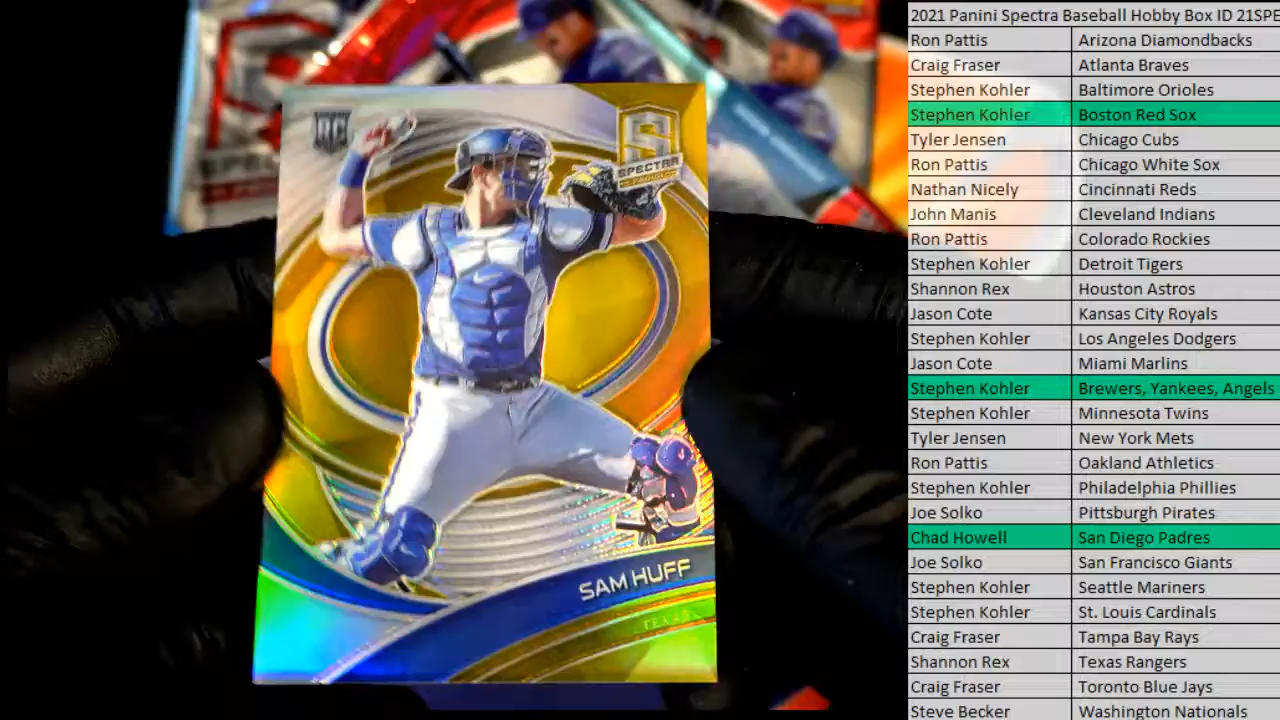 RC
SPECTRA
SAM HUFF
TEXAS
2021 Panini Spectra Baseball Hobby Box ID 21SPE
Ron Pattis Arizona Diamondbacks
Craig Fraser Atlanta Braves
Stephen Kohler Baltimore Orioles
Stephen Kohler Boston Red Sox
Tyler Jensen Chicago Cubs
Ron Pattis Chicago White Sox
Nathan Nicely Cincinnati Reds
John Manis Cleveland Indians
Ron Pattis Colorado Rockies
Stephen Kohler Detroit Tigers
Shannon Rex Houston Astros
Jason Cote Kansas City Royals
Stephen Kohler Los Angeles Dodgers
Jason Cote Miami Marlins
Stephen Kohler Brewers, Yankees, Angels
Stephen Kohler Minnesota Twins
Tyler Jensen New York Mets
Ron Pattis Oakland Athletics
Stephen Kohler Philadelphia Phillies
Joe Solko Pittsburgh Pirates
Chad Howell San Diego Padres
Joe Solko San Francisco Giants
Stephen Kohler Seattle Mariners
Stephen Kohler St. Louis Cardinals
Craig Fraser Tampa Bay Rays
Shannon Rex Texas Rangers
Craig Fraser Toronto Blue Jays
Steve Becker Washington Nationals